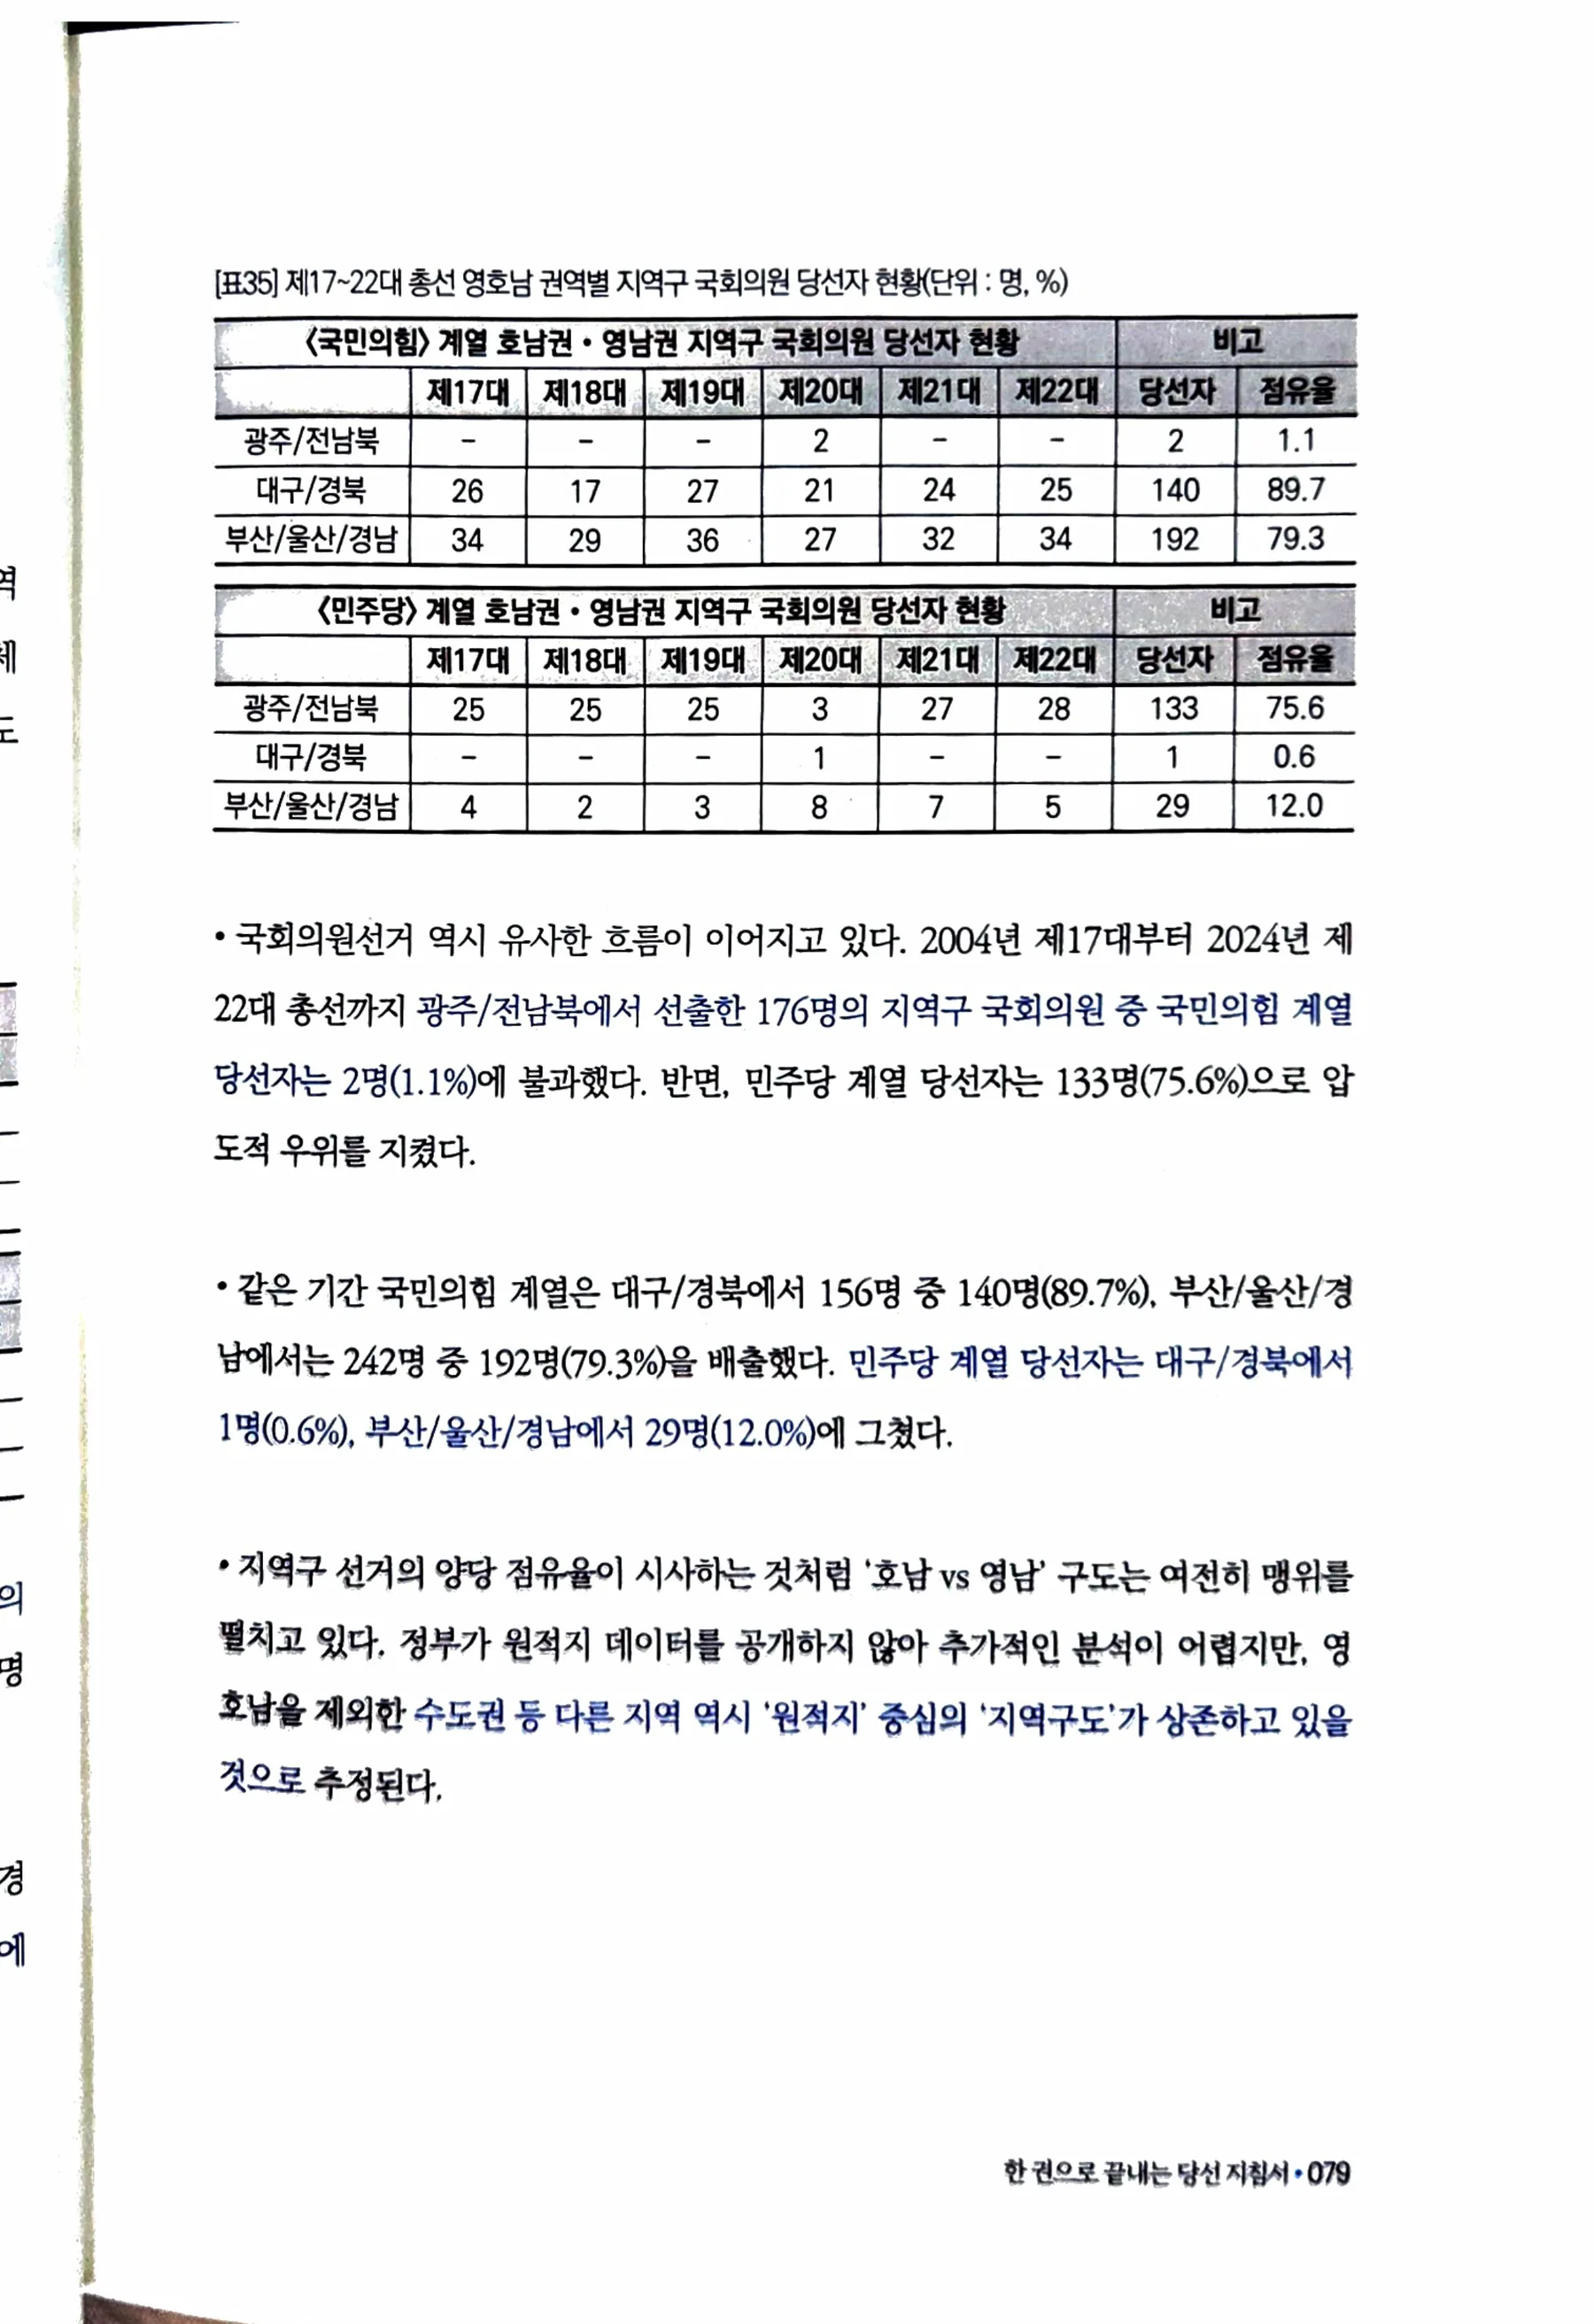 [표35] 제17~22대 총선 영호남 권역별 지역구 국회의원 당선자 현황(단위 : 명, %)
〈국민의힘〉 계열 호남권 • 영남권 지역구 국회의원 당선자 현황 비고
제17대 제18대 제19대 제20대 제21대 제22대 당선자 점유율
광주/전남북 – – – 2 – – 2 1.1
대구/경북 26 17 27 21 24 25 140 89.7
부산/울산/경남 34 29 36 27 32 34 192 79.3
〈민주당〉 계열 호남권 • 영남권 지역구 국회의원 당선자 현황 비고
제17대 제18대 제19대 제20대 제21대 제22대 당선자 점유율
광주/전남북 25 25 25 3 27 28 133 75.6
대구/경북 – – – 1 – – 1 0.6
부산/울산/경남 4 2 3 8 7 5 29 12.0
• 국회의원선거 역시 유사한 흐름이 이어지고 있다. 2004년 제17대부터 2024년 제
22대 총선까지 광주/전남북에서 선출한 176명의 지역구 국회의원 중 국민의힘 계열
당선자는 2명(1.1%)에 불과했다. 반면, 민주당 계열 당선자는 133명(75.6%)으로 압
도적 우위를 지켰다.
• 같은 기간 국민의힘 계열은 대구/경북에서 156명 중 140명(89.7%), 부산/울산/경
남에서는 242명 중 192명(79.3%)을 배출했다. 민주당 계열 당선자는 대구/경북에서
1명(0.6%), 부산/울산/경남에서 29명(12.0%)에 그쳤다.
• 지역구 선거의 양당 점유율이 시사하는 것처럼 '호남 vs 영남' 구도는 여전히 맹위를
떨치고 있다. 정부가 원적지 데이터를 공개하지 않아 추가적인 분석이 어렵지만, 영
호남을 제외한 수도권 등 다른 지역 역시 '원적지' 중심의 '지역구도'가 상존하고 있을
것으로 추정된다.
한 권으로 끝내는 당선 지침서 • 079